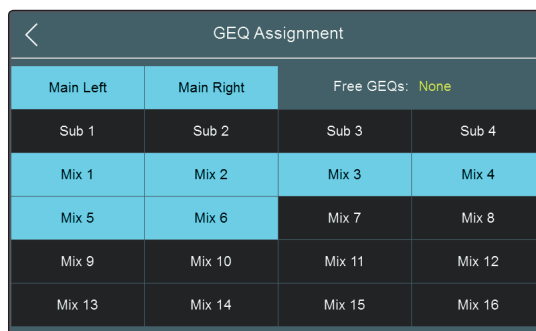 GEQ Assignment
Main Left Main Right Free GEQs: None
Sub 1 Sub 2 Sub 3 Sub 4
Mix 1 Mix 2 Mix 3 Mix 4
Mix 5 Mix 6 Mix 7 Mix 8
Mix 9 Mix 10 Mix 11 Mix 12
Mix 13 Mix 14 Mix 15 Mix 16